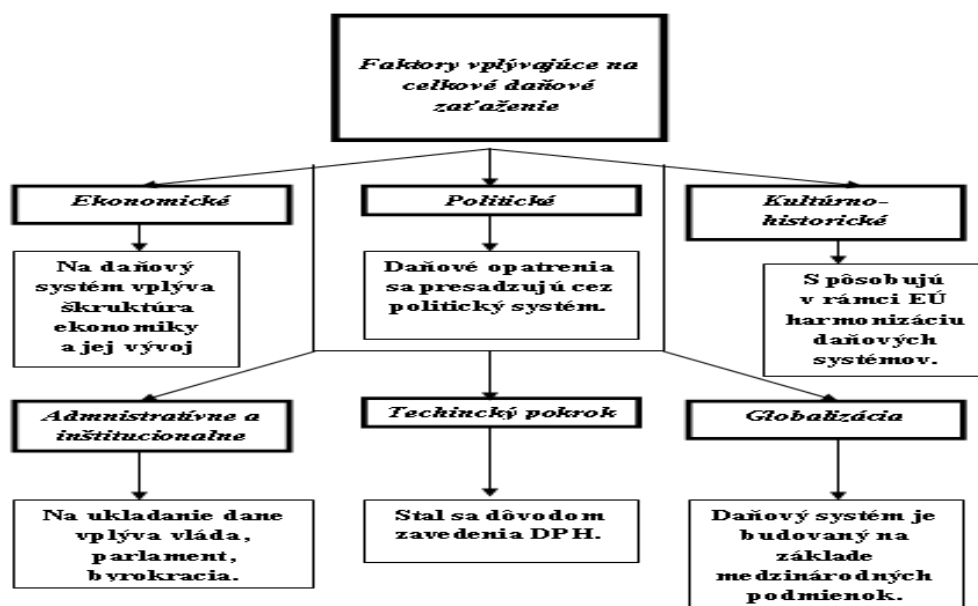 Faktory vplývajúce na
celkové daňové
zaťaženie
Ekonomické
Politické
Kultúrno-
historické
Na daňový
systém vplýva
škruktúra
ekonomiky
a jej vývoj
Daňové opatrenia
sa presadzujú cez
politický systém.
Spôsobujú
v rámci EÚ
harmonizáciu
daňových
systémov.
Admnistratívne a
inštitucionalne
Techincký pokrok
Globalizácia
Na ukladanie dane
vplýva vláda,
parlament,
byrokracia.
Stal sa dôvodom
zavedenia DPH.
Daňový systém je
budovaný na
základe
medzinárodných
podmienok.